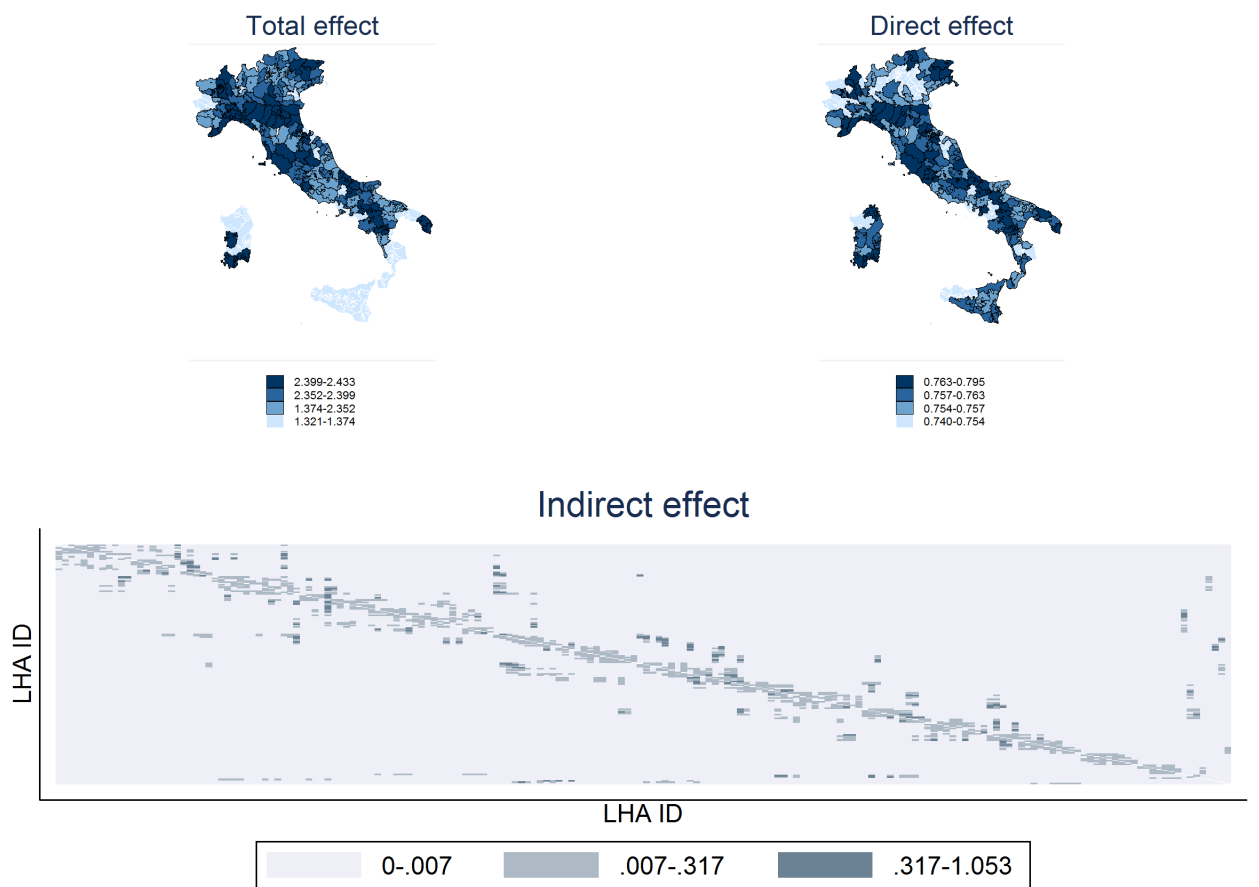 Total effect
Direct effect
2.399-2.433
2.352-2.399
1.374-2.352
1.321-1.374
0.763-0.795
0.757-0.763
0.754-0.757
0.740-0.754
Indirect effect
LHA ID
LHA ID
0-.007
.007-.317
.317-1.053